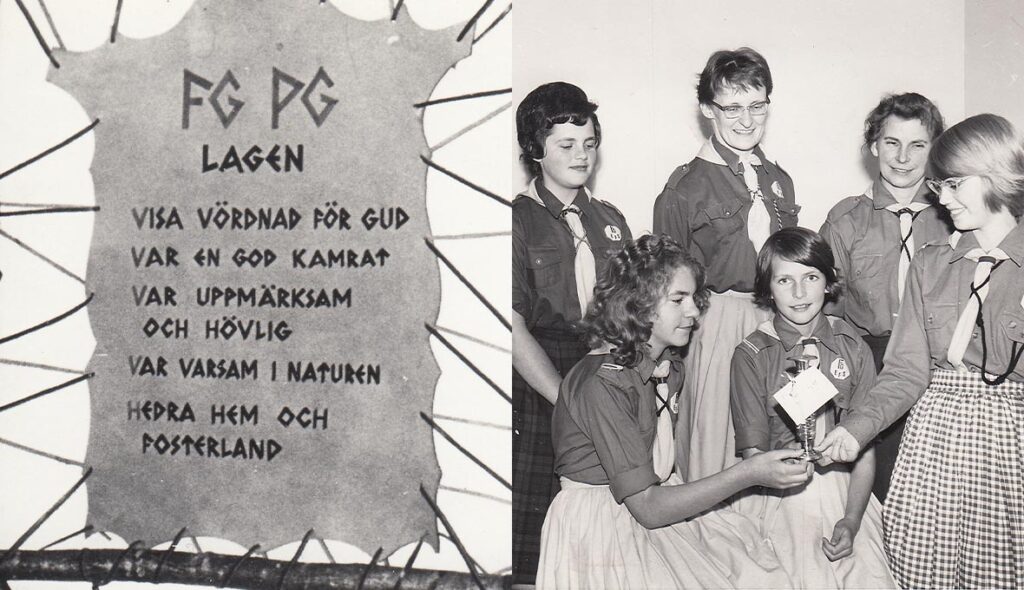 FG PG
LAGEN
VISA VÖRDNAD FÖR GUD
VAR EN GOD KAMRAT
VAR UPPMÄRKSAM
OCH HÖVLIG
VAR VARSAM I NATUREN
HEDRA HEM OCH
FOSTERLAND